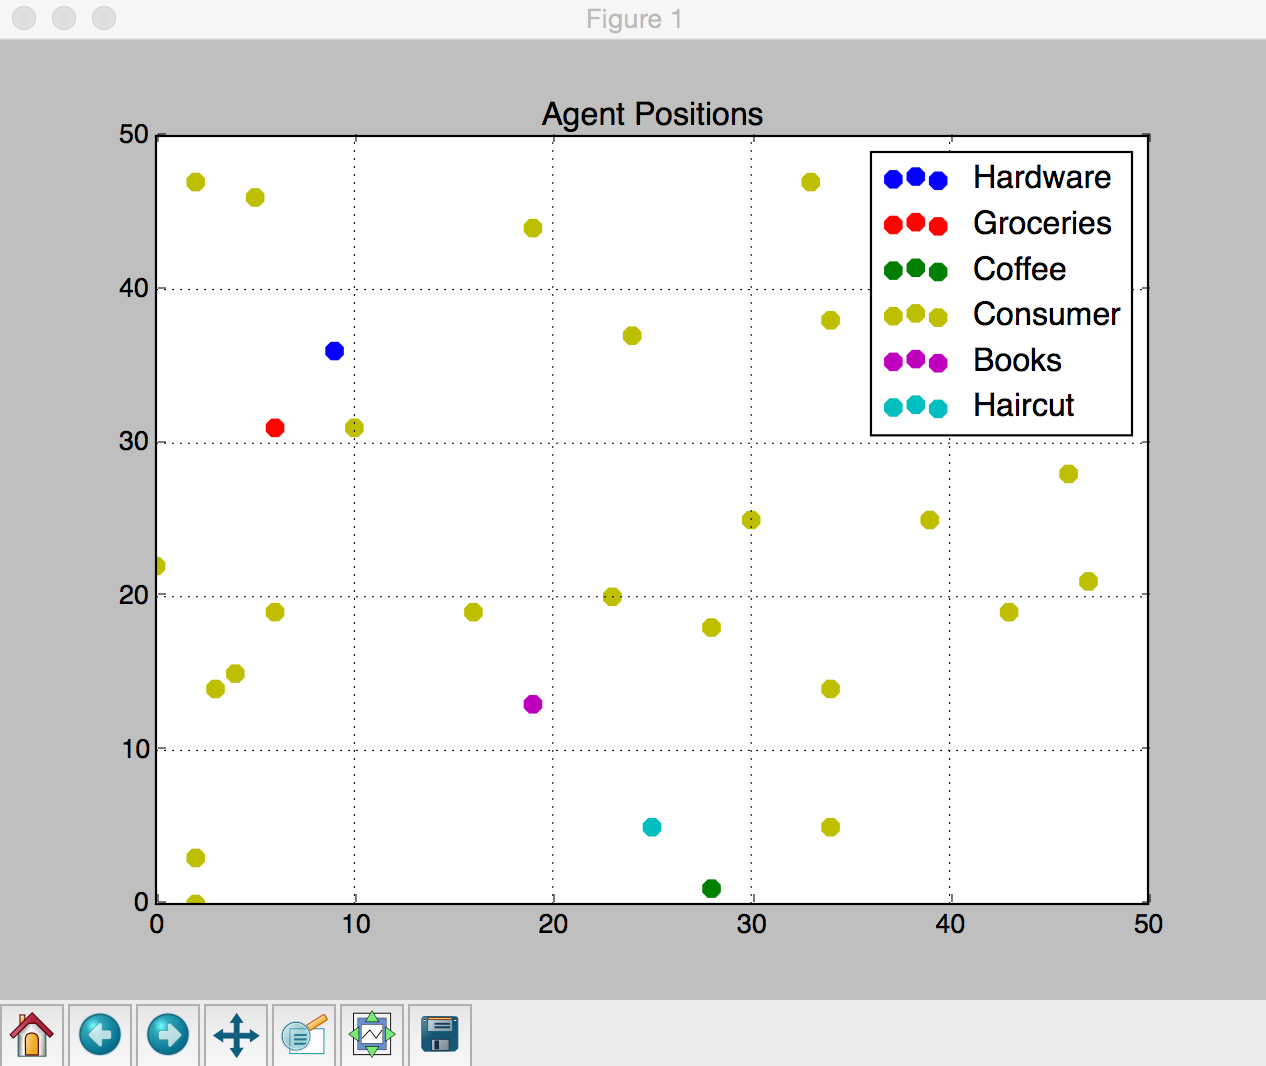 Figure 1
Agent Positions
50
40
30
20
10
0
0 10 20 30 40 50
Hardware
Groceries
Coffee
Consumer
Books
Haircut